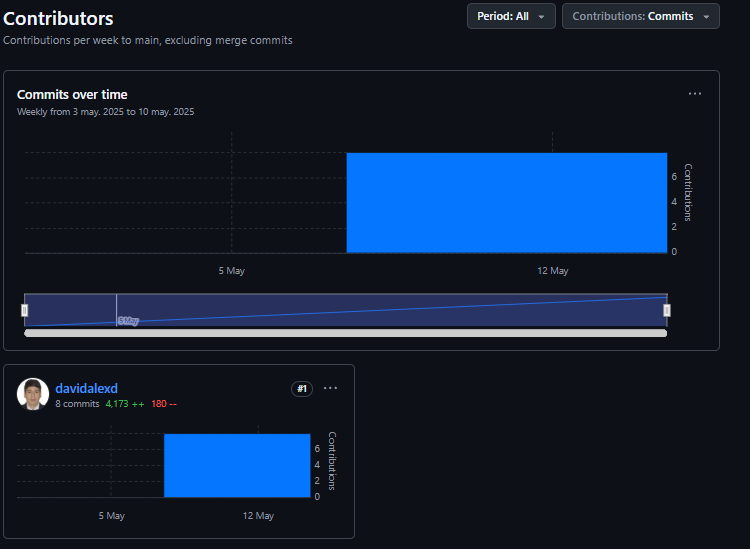 Contributors
Period: All
Contributions: Commits
Contributions per week to main, excluding merge commits
Commits over time
Weekly from 3 may. 2025 to 10 may. 2025
6
4
2
0
Contributions
5 May
12 May
5 May
davidalexd
#1
8 commits 4,173 ++ 180 --
6
4
2
0
Contributions
5 May
12 May